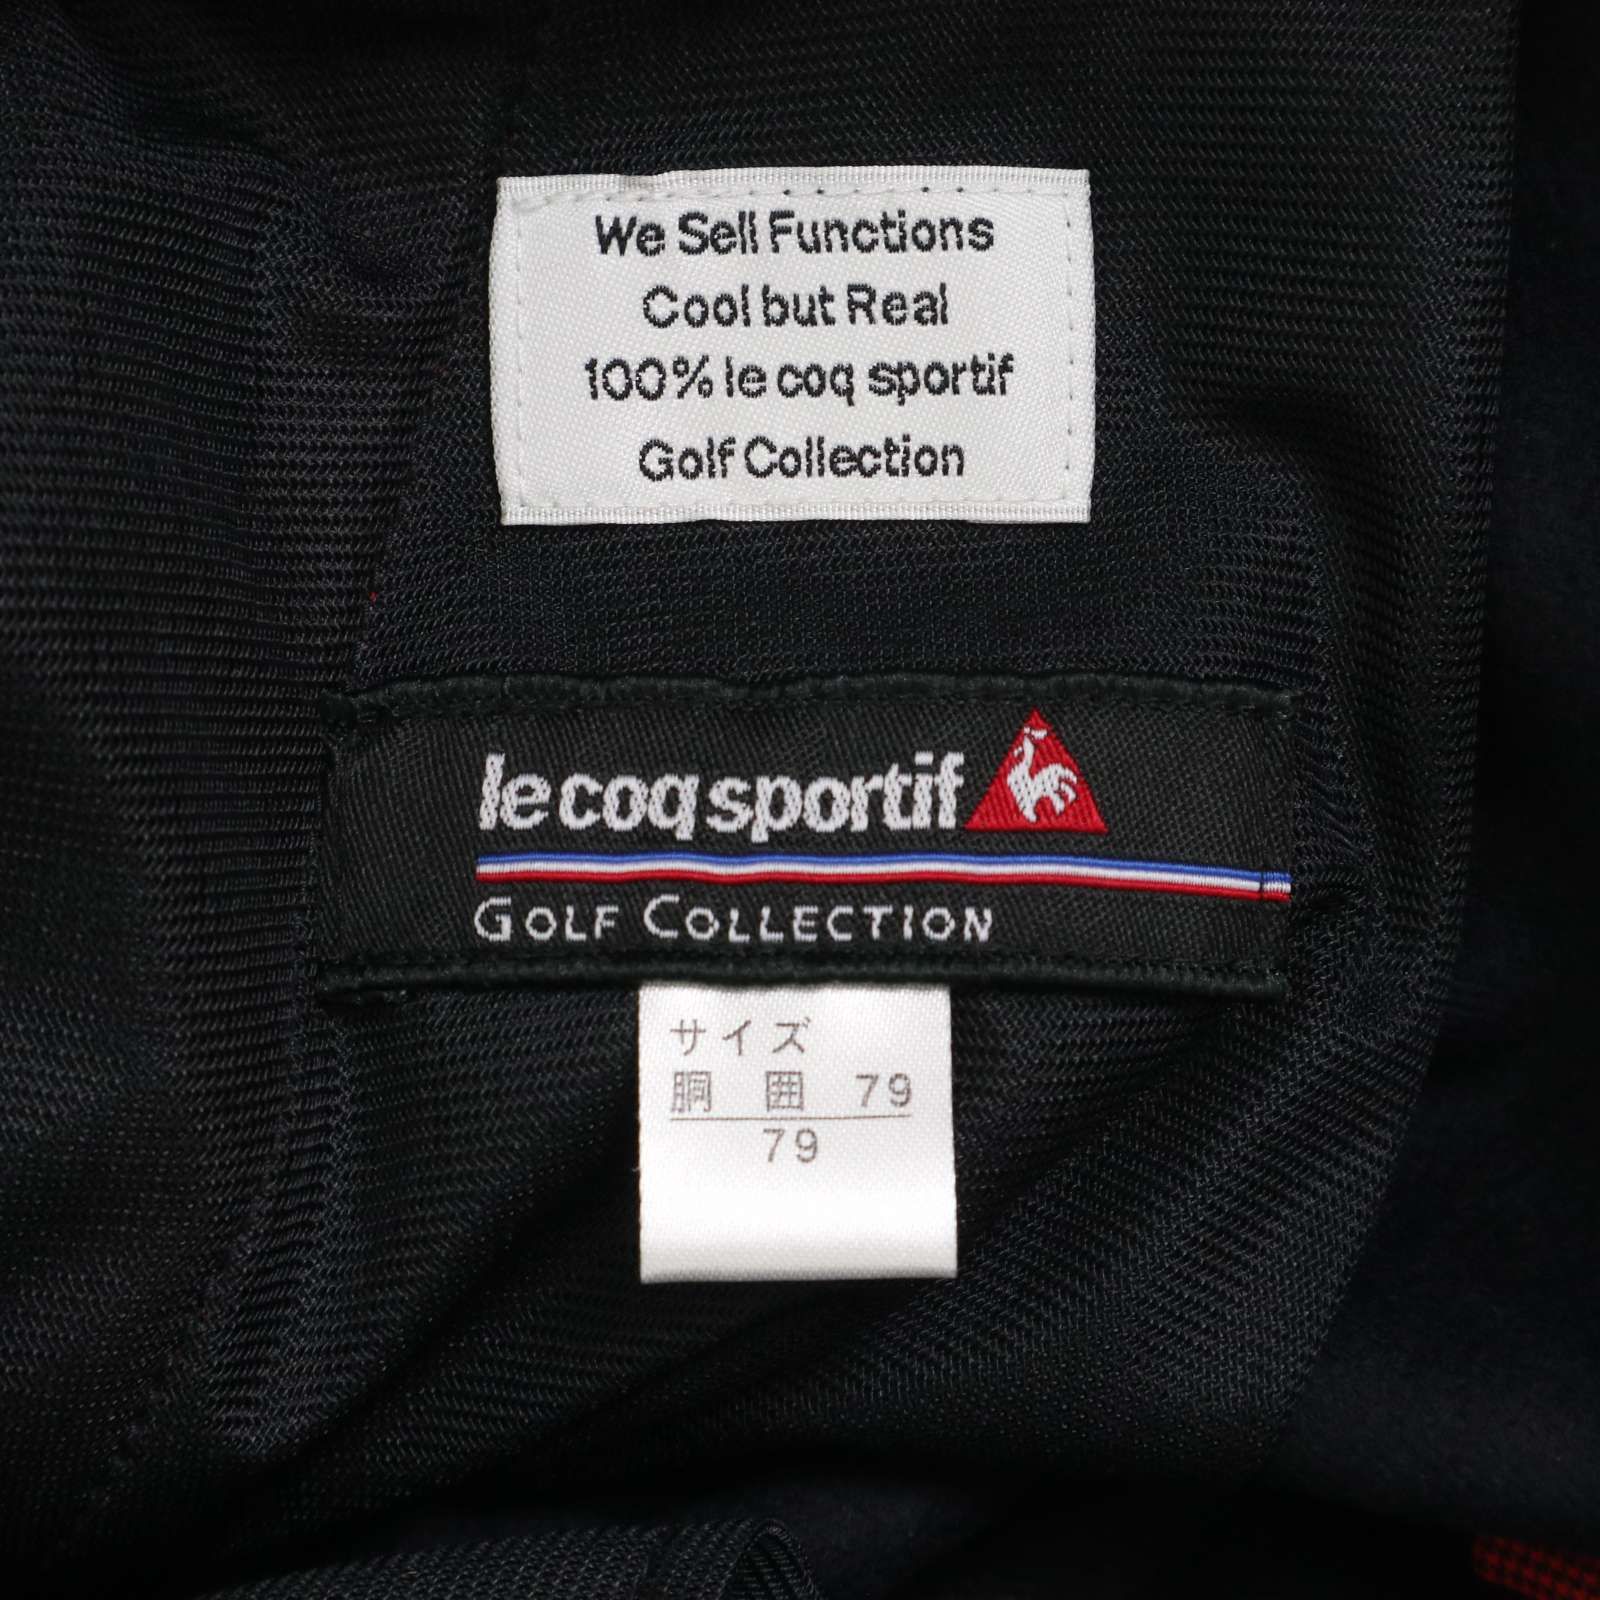 We Sell Functions
Cool but Real
100% le coq sportif
Golf Collection
le coq sportif
GOLF COLLECTION
サイズ
胴 囲 79
79